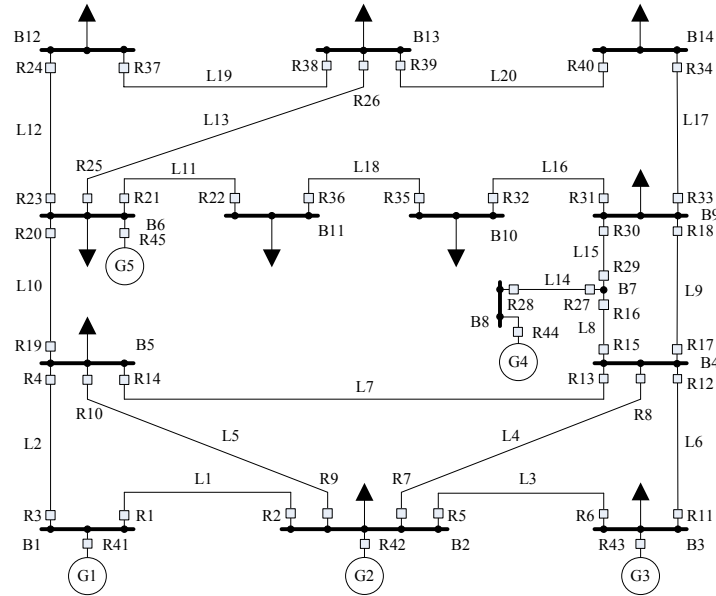 B12 B13 B14
R24 R37 R38 R39 R40 R34
L19 L20
R26
L12 L13 L17
R25 L11 L18 L16
R23 R21 R22 R36 R35 R32 R31 R33
B6 B11 B10 B9
R20 R45 R30 R18
G5 L15
L10 R29 L9
L14 B7
R28 R27 R16
B8 R44 L8
R19 B5 G4 R15 R17
B4
R4 R14 R13 R12
R10 L7 R8
L2 L5 L4 L6
L1 R9 R7 L3
R3 R1 R2 R5 R6 R11
B1 R41 R42 B2 R43 B3
G1 G2 G3